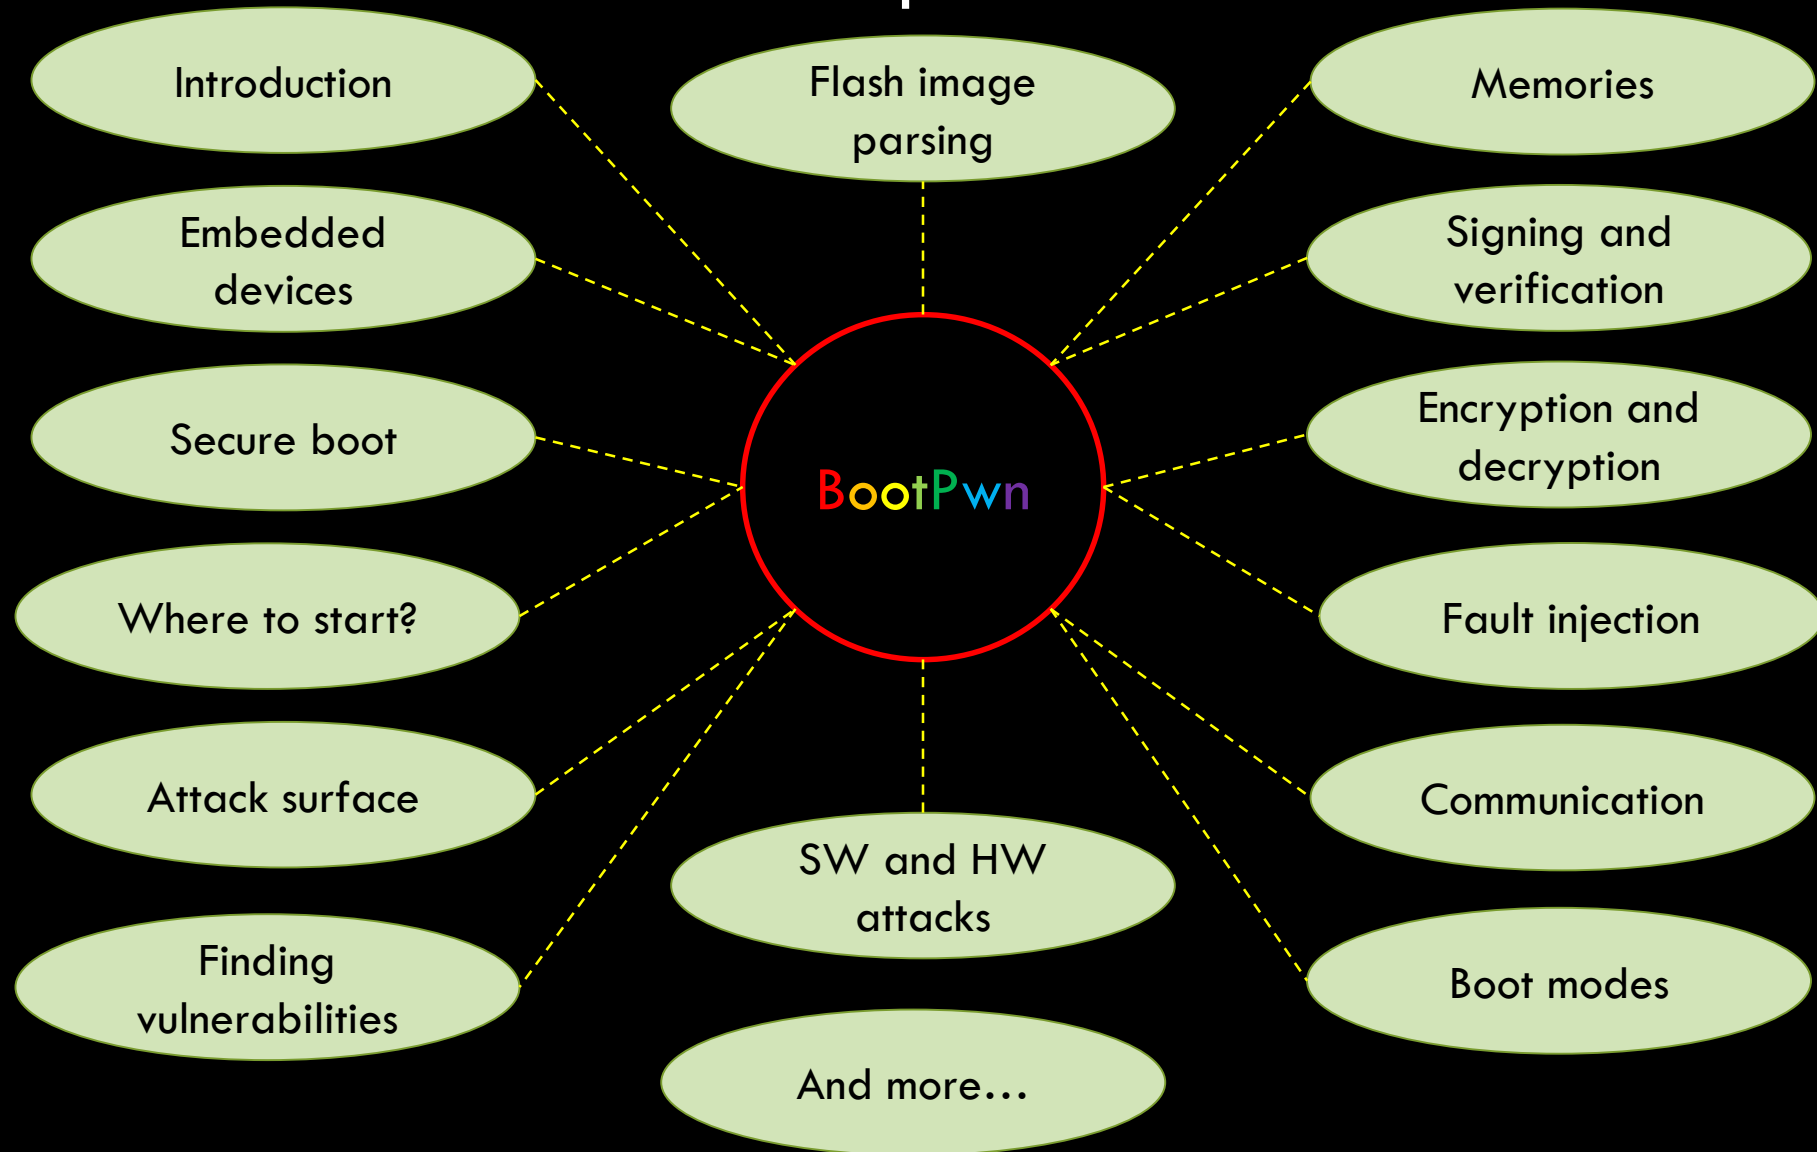 Introduction
Flash image
parsing
Memories
Embedded
devices
Signing and
verification
Secure boot
Encryption and
decryption
BootPwn
Where to start?
Fault injection
Attack surface
Communication
SW and HW
attacks
Finding
vulnerabilities
Boot modes
And more…